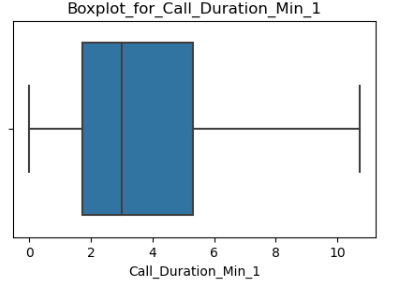 Boxplot_for_Call_Duration_Min_1
0 2 4 6 8 10
Call_Duration_Min_1